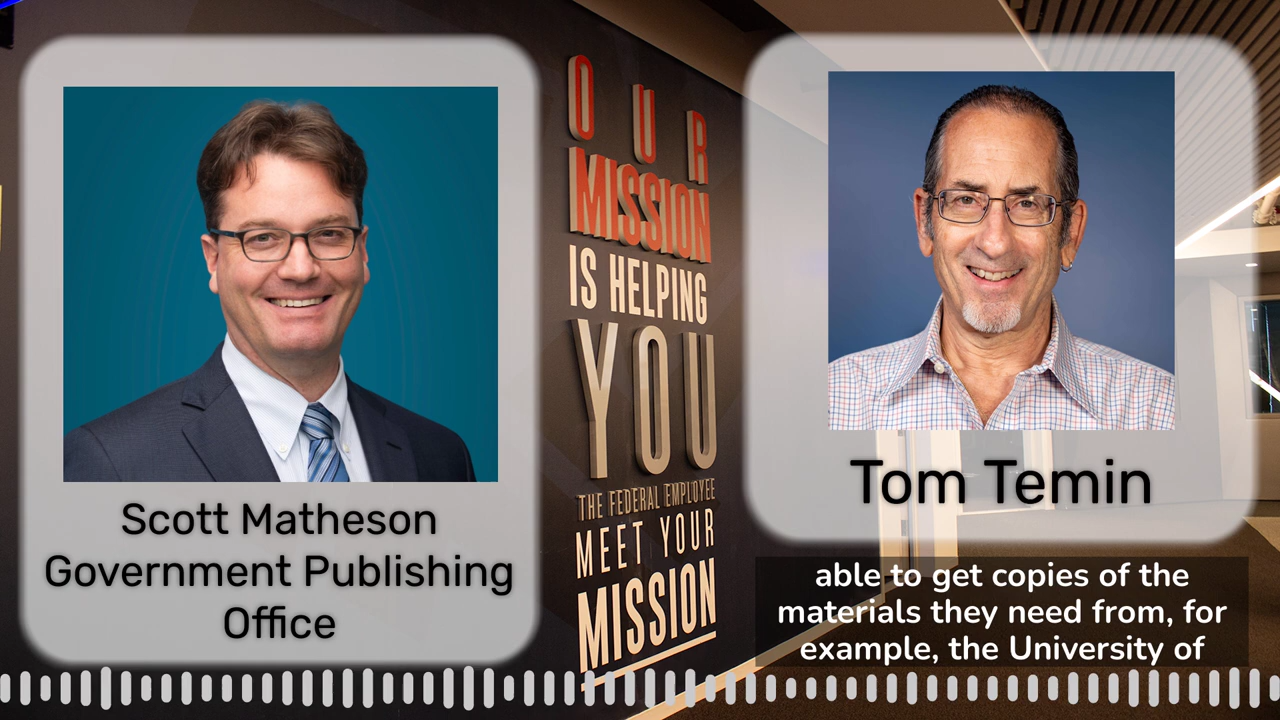 Scott Matheson
Government Publishing
Office
OUR
MISSION
IS HELPING
YOU
THE FEDERAL EMPLOYEE
MEET YOUR
MISSION
Tom Temin
able to get copies of the
materials they need from, for
example, the University of